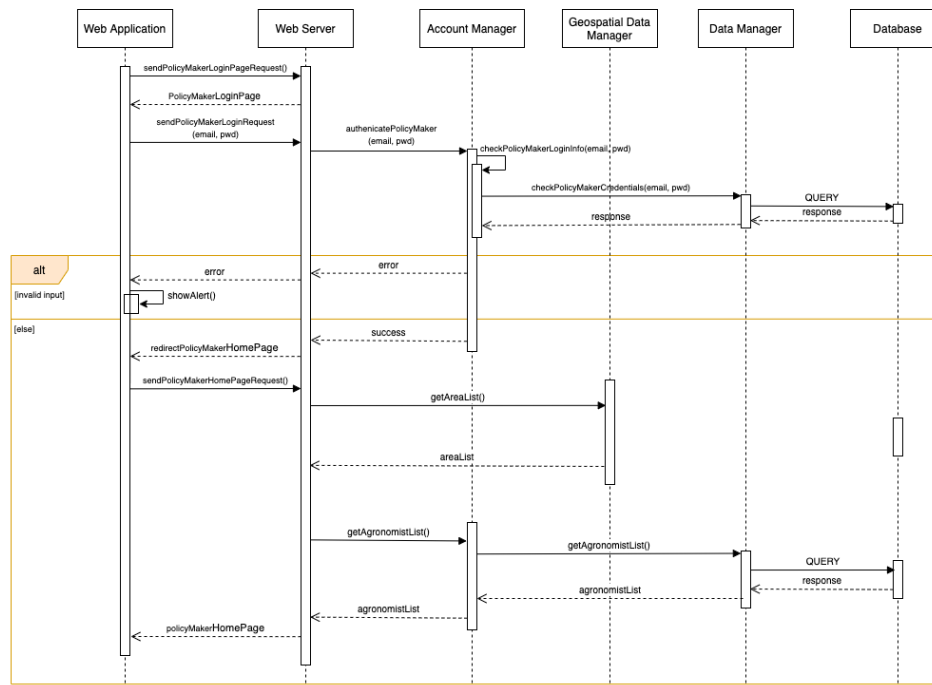 Web Application
Web Server
Account Manager
Geospatial Data
Manager
Data Manager
Database
sendPolicyMakerLoginPageRequest()
PolicyMakerLoginPage
sendPolicyMakerLoginRequest
(email, pwd)
authenicatePolicyMaker
(email, pwd)
checkPolicyMakerLoginInfo(email, pwd)
checkPolicyMakerCredentials(email, pwd)
QUERY
response
response
alt
error
error
[invalid input]
showAlert()
[else]
success
redirectPolicyMakerHomePage
sendPolicyMakerHomePageRequest()
getAreaList()
areaList
getAgronomistList()
getAgronomistList()
QUERY
response
agronomistList
agronomistList
policyMakerHomePage